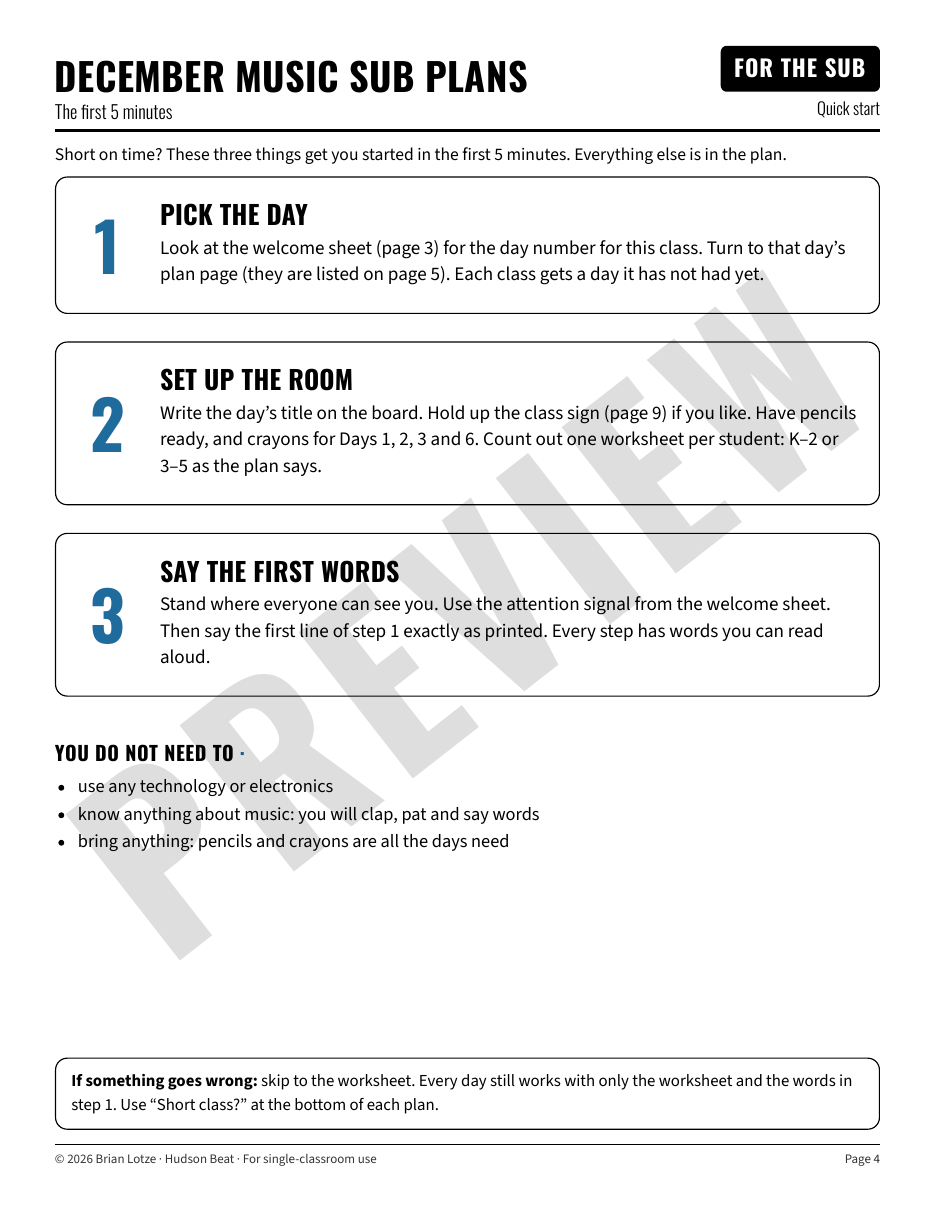 DECEMBER MUSIC SUB PLANS
FOR THE SUB
The first 5 minutes
Quick start
Short on time? These three things get you started in the first 5 minutes. Everything else is in the plan.
1
PICK THE DAY
Look at the welcome sheet (page 3) for the day number for this class. Turn to that day’s
plan page (they are listed on page 5). Each class gets a day it has not had yet.
2
SET UP THE ROOM
Write the day’s title on the board. Hold up the class sign (page 9) if you like. Have pencils
ready, and crayons for Days 1, 2, 3 and 6. Count out one worksheet per student: K–2 or
3–5 as the plan says.
3
SAY THE FIRST WORDS
Stand where everyone can see you. Use the attention signal from the welcome sheet.
Then say the first line of step 1 exactly as printed. Every step has words you can read
aloud.
YOU DO NOT NEED TO ·
• use any technology or electronics
• know anything about music: you will clap, pat and say words
• bring anything: pencils and crayons are all the days need
PREVIEW
If something goes wrong: skip to the worksheet. Every day still works with only the worksheet and the words in
step 1. Use “Short class?” at the bottom of each plan.
© 2026 Brian Lotze · Hudson Beat · For single-classroom use
Page 4